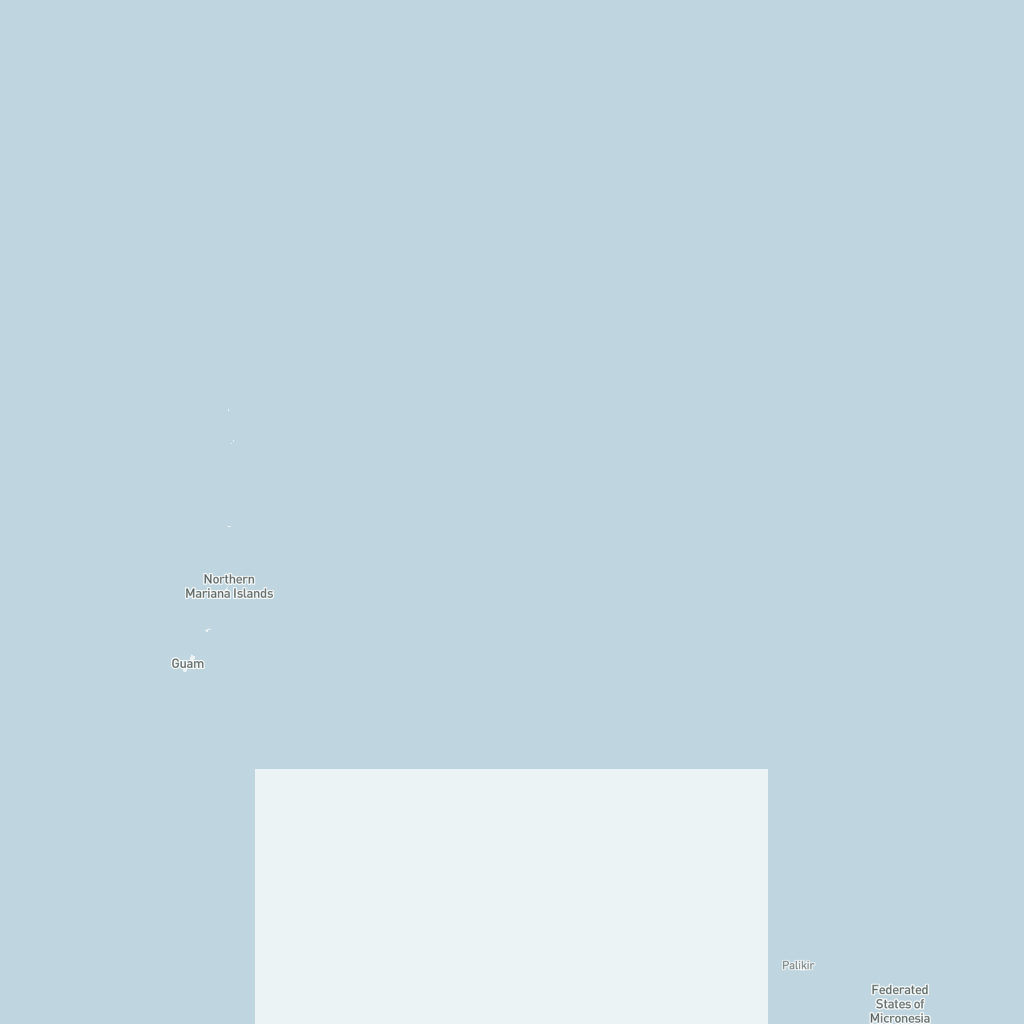 Northern
Mariana Islands
Guam
Palikir
Federated
States of
Micronesia